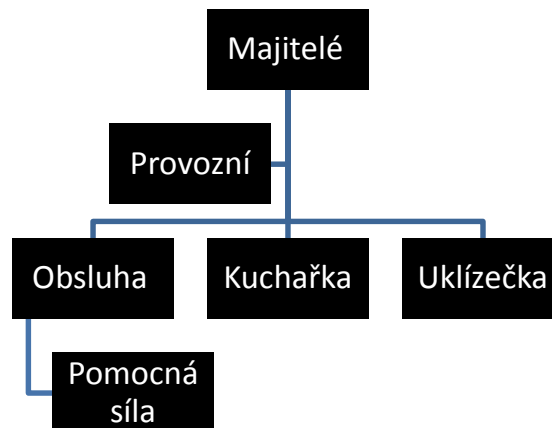 Majitelé
Provozní
Obsluha
Kuchařka
Uklízečka
Pomocná
síla